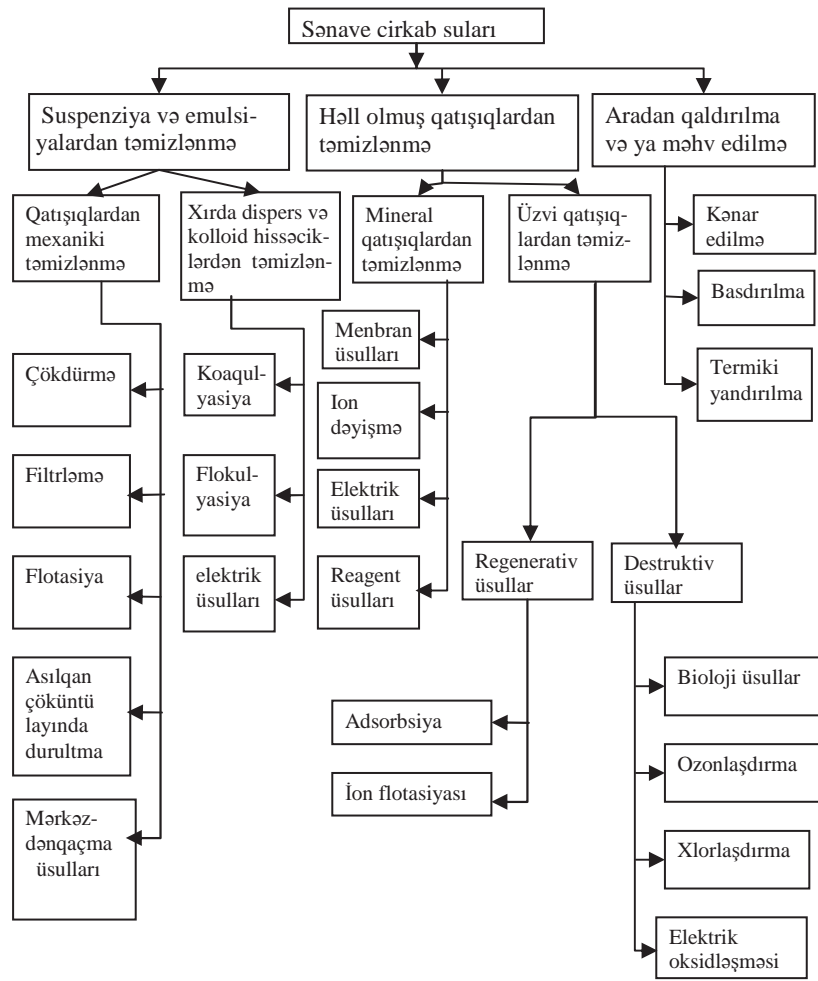 Sənaye cirkab suları
Suspenziya və emulsi-
yalardan təmizlənmə
Həll olmuş qatışıqlardan
təmizlənmə
Aradan qaldırılma
və ya məhv edilmə
Qatışıqlardan
mexaniki
təmizlənmə
Xırda dispers və
kolloid hissəcik-
lərdən təmizlən-
mə
Mineral
qatışıqlardan
təmizlənmə
Üzvi qatışıq-
lardan təmiz-
lənmə
Kənar
edilmə
Basdırılma
Termiki
yandırılma
Çökdürmə
Filtrləmə
Flotasiya
Asılqan
çöküntü
layında
durultma
Mərkəz-
dənqaçma
üsulları
Koaqul-
yasiya
Flokul-
yasiya
elektrik
üsulları
Menbran
üsulları
Ion
dəyişmə
Elektrik
üsulları
Reagent
üsulları
Regenerativ
üsullar
Destruktiv
üsullar
Adsorbsiya
İon flotasiyası
Bioloji üsullar
Ozonlaşdırma
Xlorlaşdırma
Elektrik
oksidləşməsi